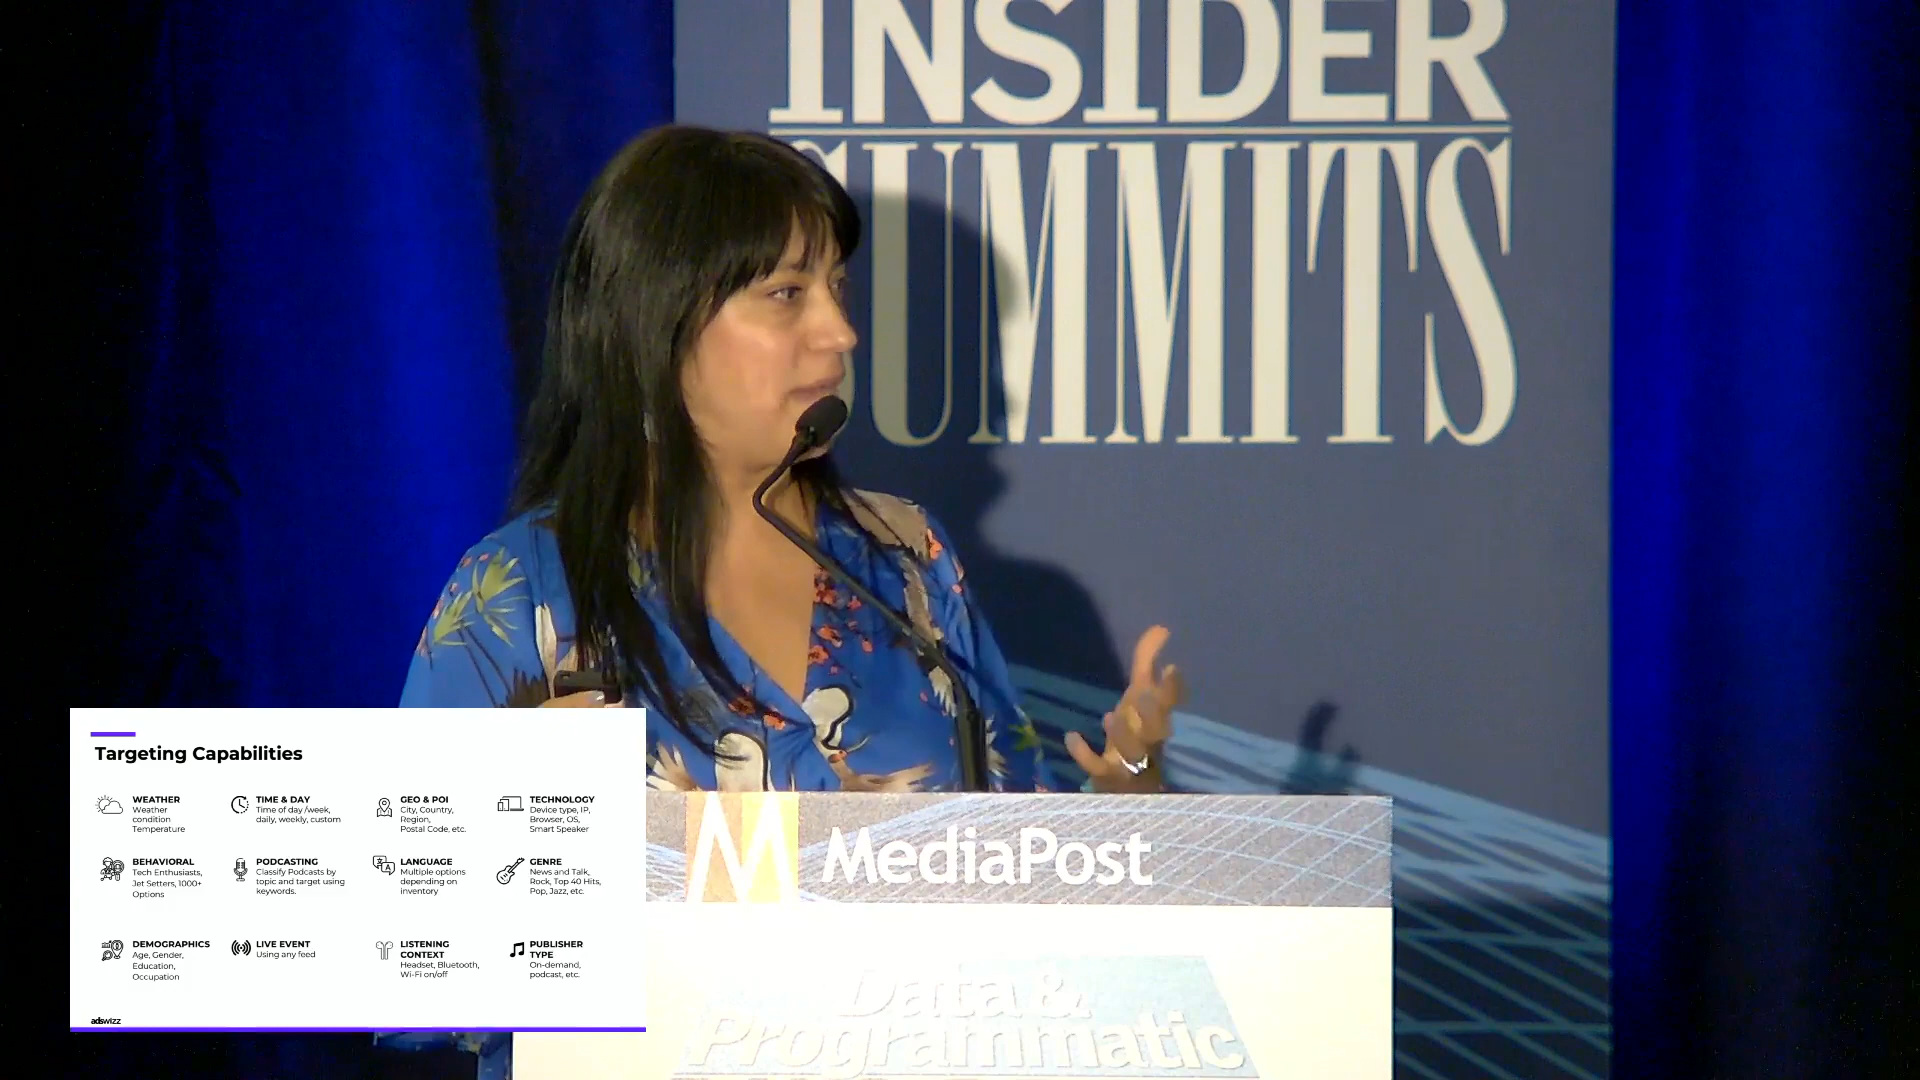 INSIDER
SUMMITS
MediaPost
Data &
Programmatic
Targeting Capabilities
WEATHER
Weather
condition
Temperature
TIME & DAY
Time of day /week,
daily, weekly, custom
GEO & POI
City, Country,
Region,
Postal Code, etc.
TECHNOLOGY
Device type, IP,
Browser, OS,
Smart Speaker
BEHAVIORAL
Tech Enthusiasts,
Jet Setters, 1000+
Options
PODCASTING
Classify Podcasts by
topic and target using
keywords.
LANGUAGE
Multiple options
depending on
inventory
GENRE
News and Talk,
Rock, Top 40 Hits,
Pop, Jazz, etc.
DEMOGRAPHICS
Age, Gender,
Education,
Occupation
LIVE EVENT
Using any feed
LISTENING
CONTEXT
Headset, Bluetooth,
Wi-Fi on/off
PUBLISHER
TYPE
On-demand,
podcast, etc.
adswizz